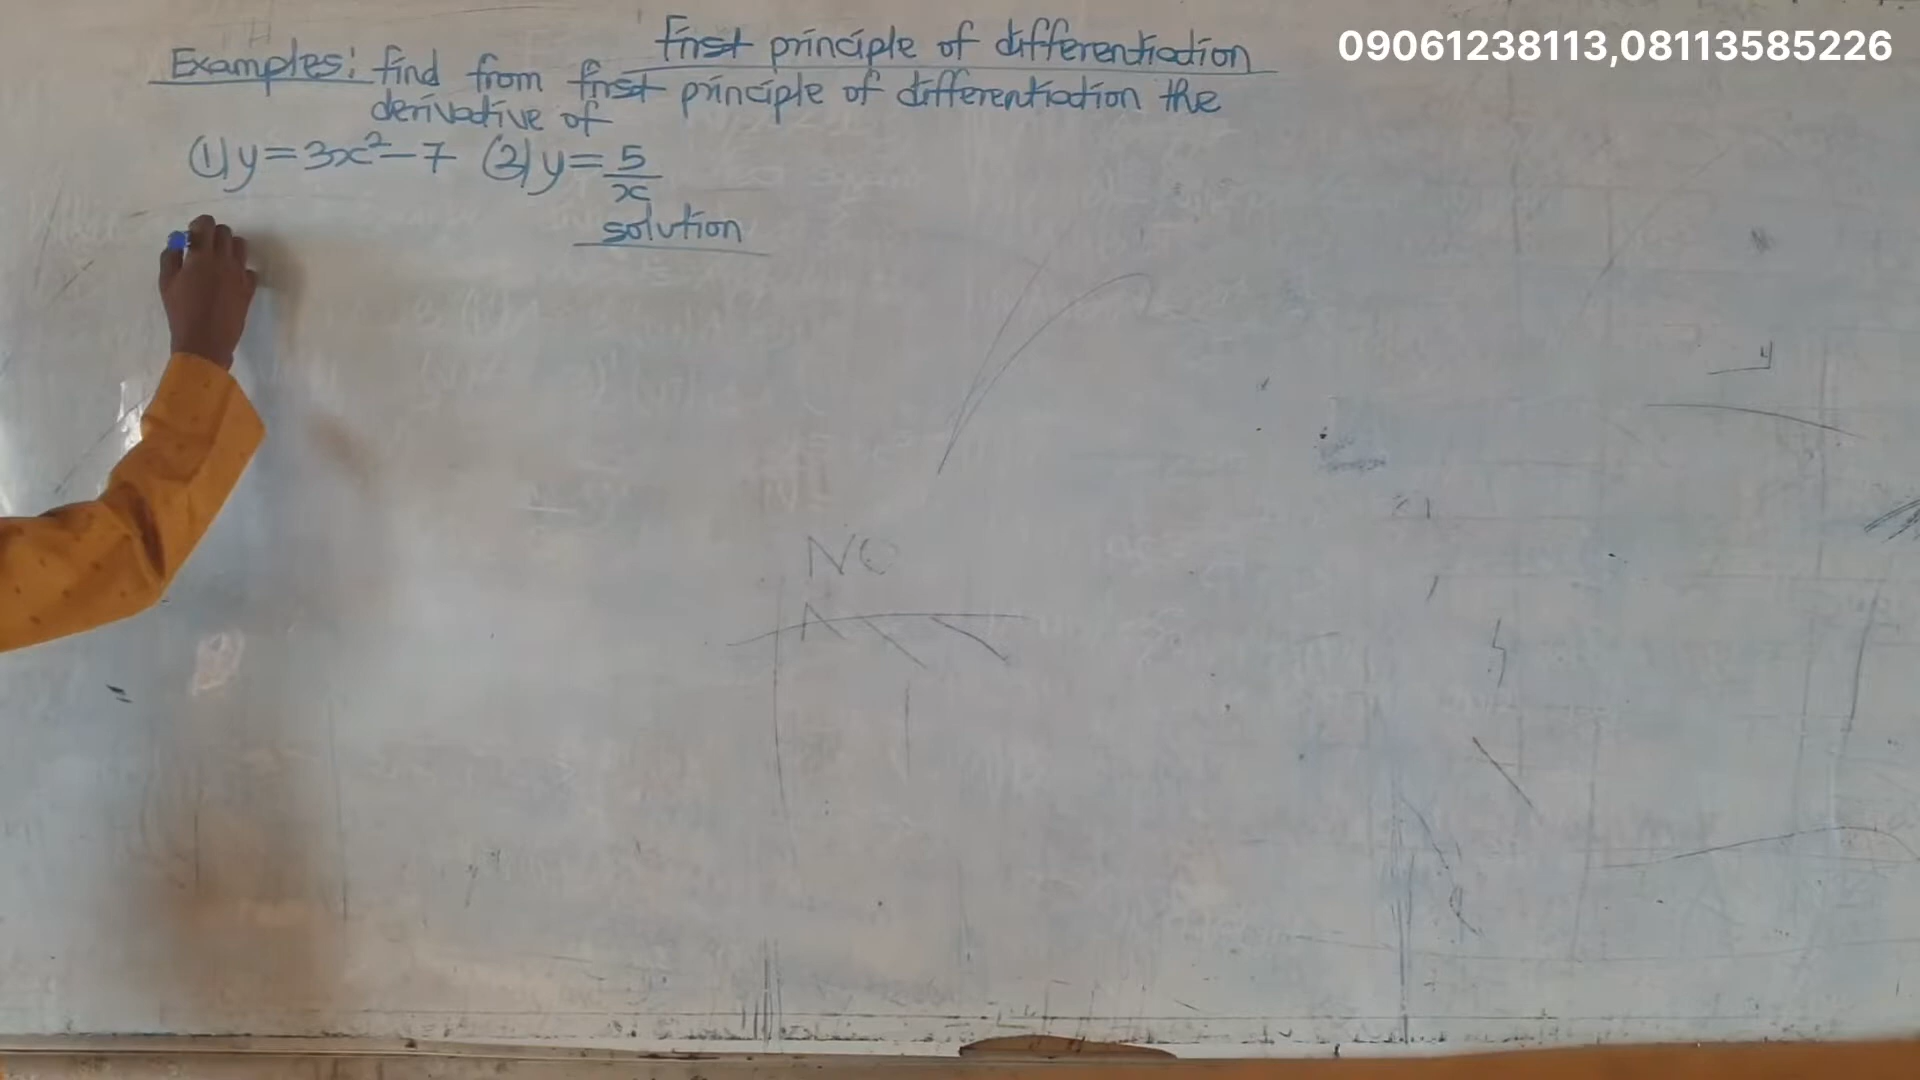 First principle of differentiation
09061238113,08113585226
Examples: find from first principle of differentiation the
derivative of
(1) y=3x²-7 (2) y=5/x
solution
NO